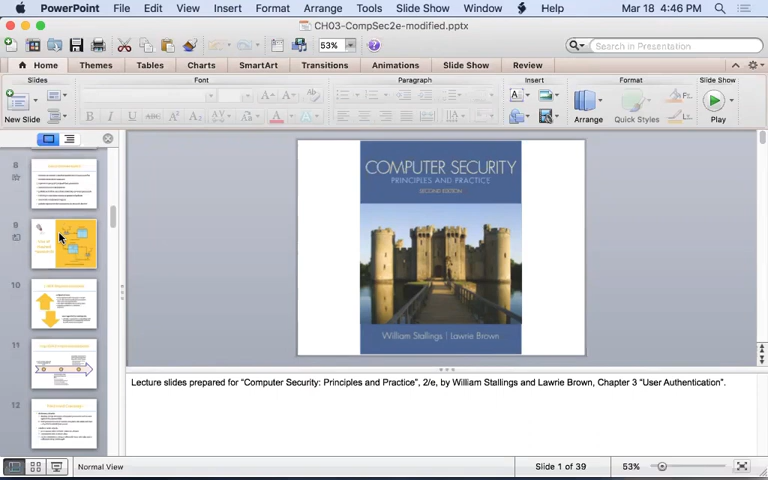 PowerPoint File Edit View Insert Format Arrange Tools Slide Show Window Help Mar 18 4:46 PM
CH03-CompSec2e-modified.pptx
53% Search in Presentation
Home Themes Tables Charts SmartArt Transitions Animations Slide Show Review
Slides Font Paragraph Insert Format Slide Show
New Slide B I U ABC Arrange Quick Styles Play
8
9
10
11
12
COMPUTER SECURITY
PRINCIPLES AND PRACTICE
SECOND EDITION
William Stallings | Lawrie Brown
Lecture slides prepared for “Computer Security: Principles and Practice”, 2/e, by William Stallings and Lawrie Brown, Chapter 3 “User Authentication”.
Normal View Slide 1 of 39 53%